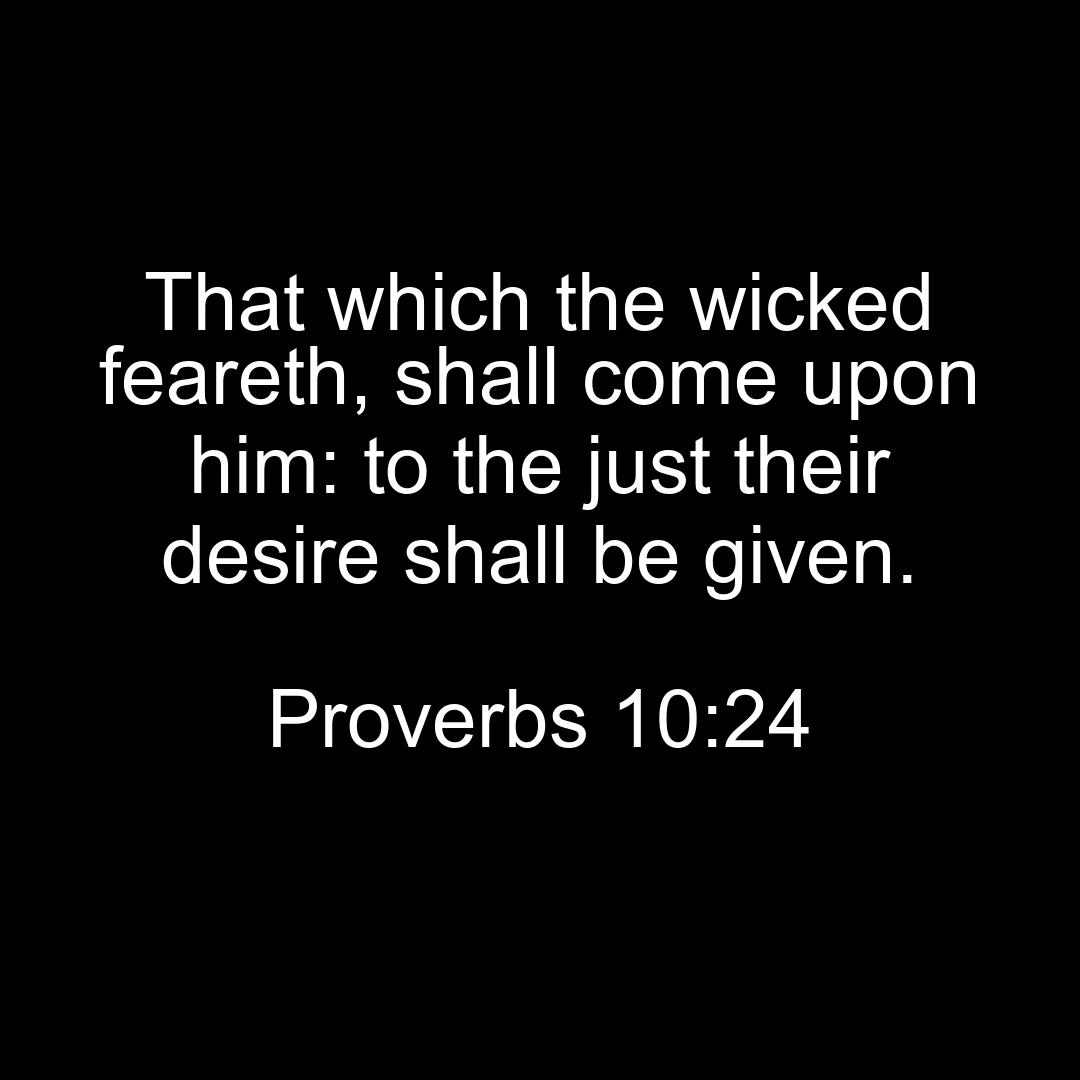 That which the wicked
feareth, shall come upon
him: to the just their
desire shall be given.
Proverbs 10:24